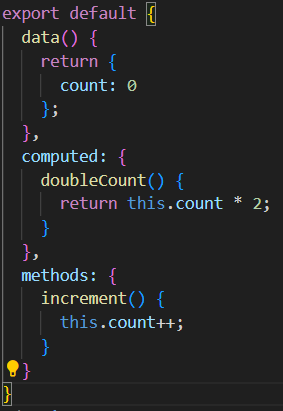 export default {
  data() {
    return {
      count: 0
    };
  },
  computed: {
    doubleCount() {
      return this.count * 2;
    }
  },
  methods: {
    increment() {
      this.count++;
    }
  }
}